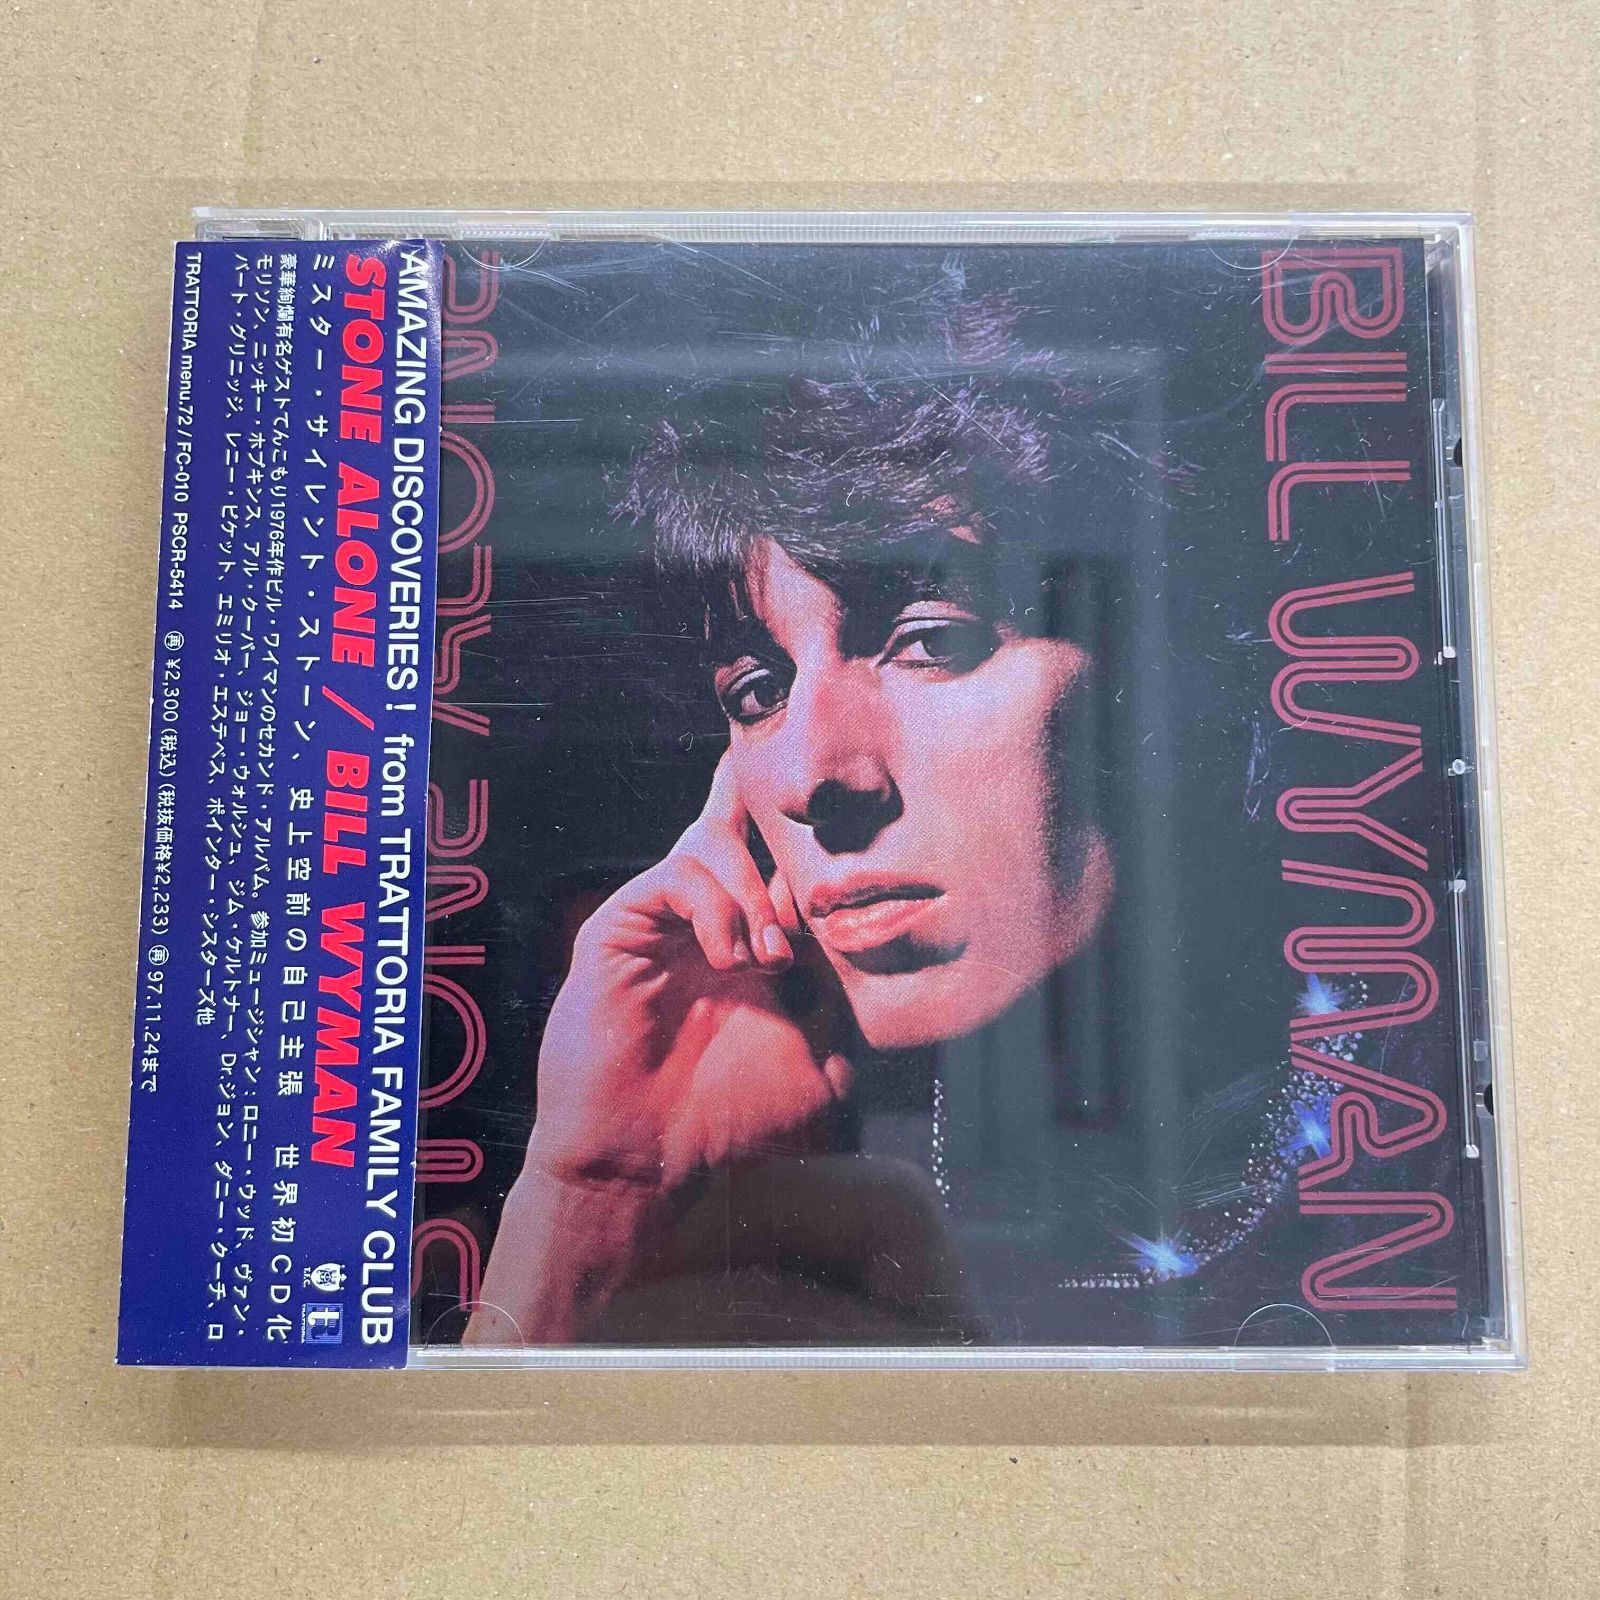 AMAZING DISCOVERIES! from TRATTORIA FAMILY CLUB
STONE ALONE / BILL WYMAN
ミスター・サイレント・ストーン、史上空前の自己主張 世界初CD化
豪華絢爛有名ゲストてんこもり1976年作ビル・ワイマンのセカンド・アルバム。参加ミュージシャン:ロニー・ウッド、ヴァン・
モリソン、ニッキー・ホプキンス、アル・クーパー、ジョー・ウォルシュ、ジム・ケルトナー、Dr.ジョン、ダニー・クーチ、ロ
バート・グリニッジ、レニー・ピケット、エミリオ・エステベス、ポインター・シスターズ他
TRATTORIA menu.72 / FC-010 PSCR-5414 ㊞ ¥2,300(税込)(税抜価格¥2,233) 再 97.11.24まで
T.F.C.
tR
TRATTORIA
STONE ALONE
BILL WYMAN